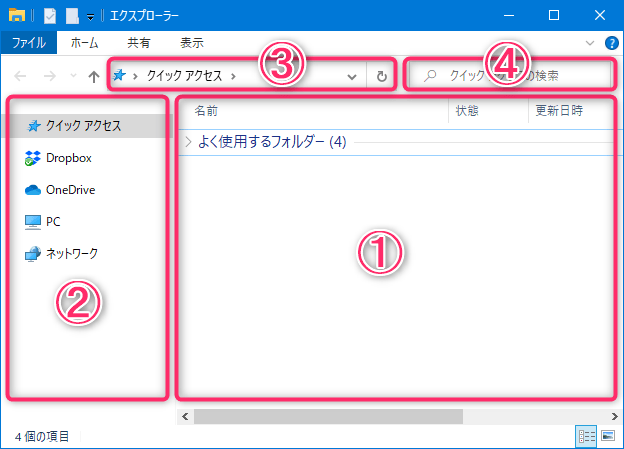 エクスプローラー
ファイル ホーム 共有 表示
クイック アクセス ③
クイック の検索 ④
名前 状態 更新日時
クイック アクセス
Dropbox
OneDrive
PC
ネットワーク
②
よく使用するフォルダー (4)
①
4 個の項目